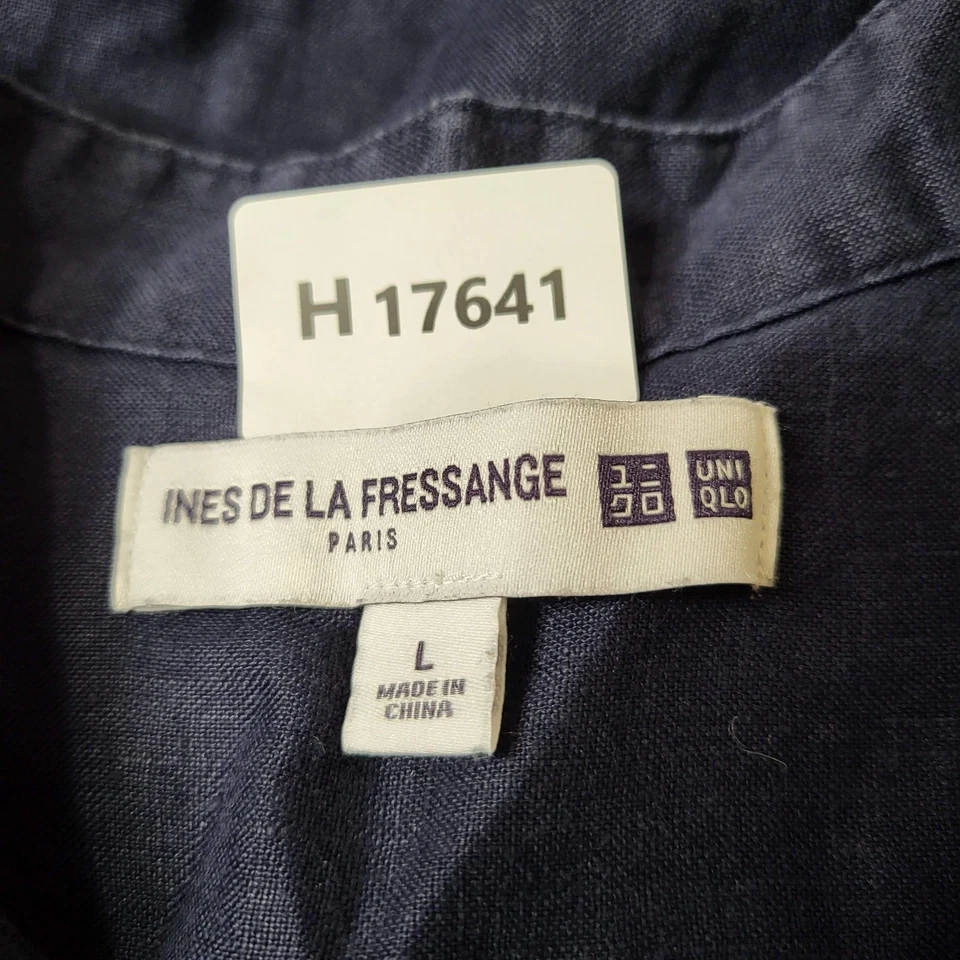 H 17641
INES DE LA FRESSANGE
PARIS
ユニ
クロ
UNI
QLO
L
MADE IN
CHINA